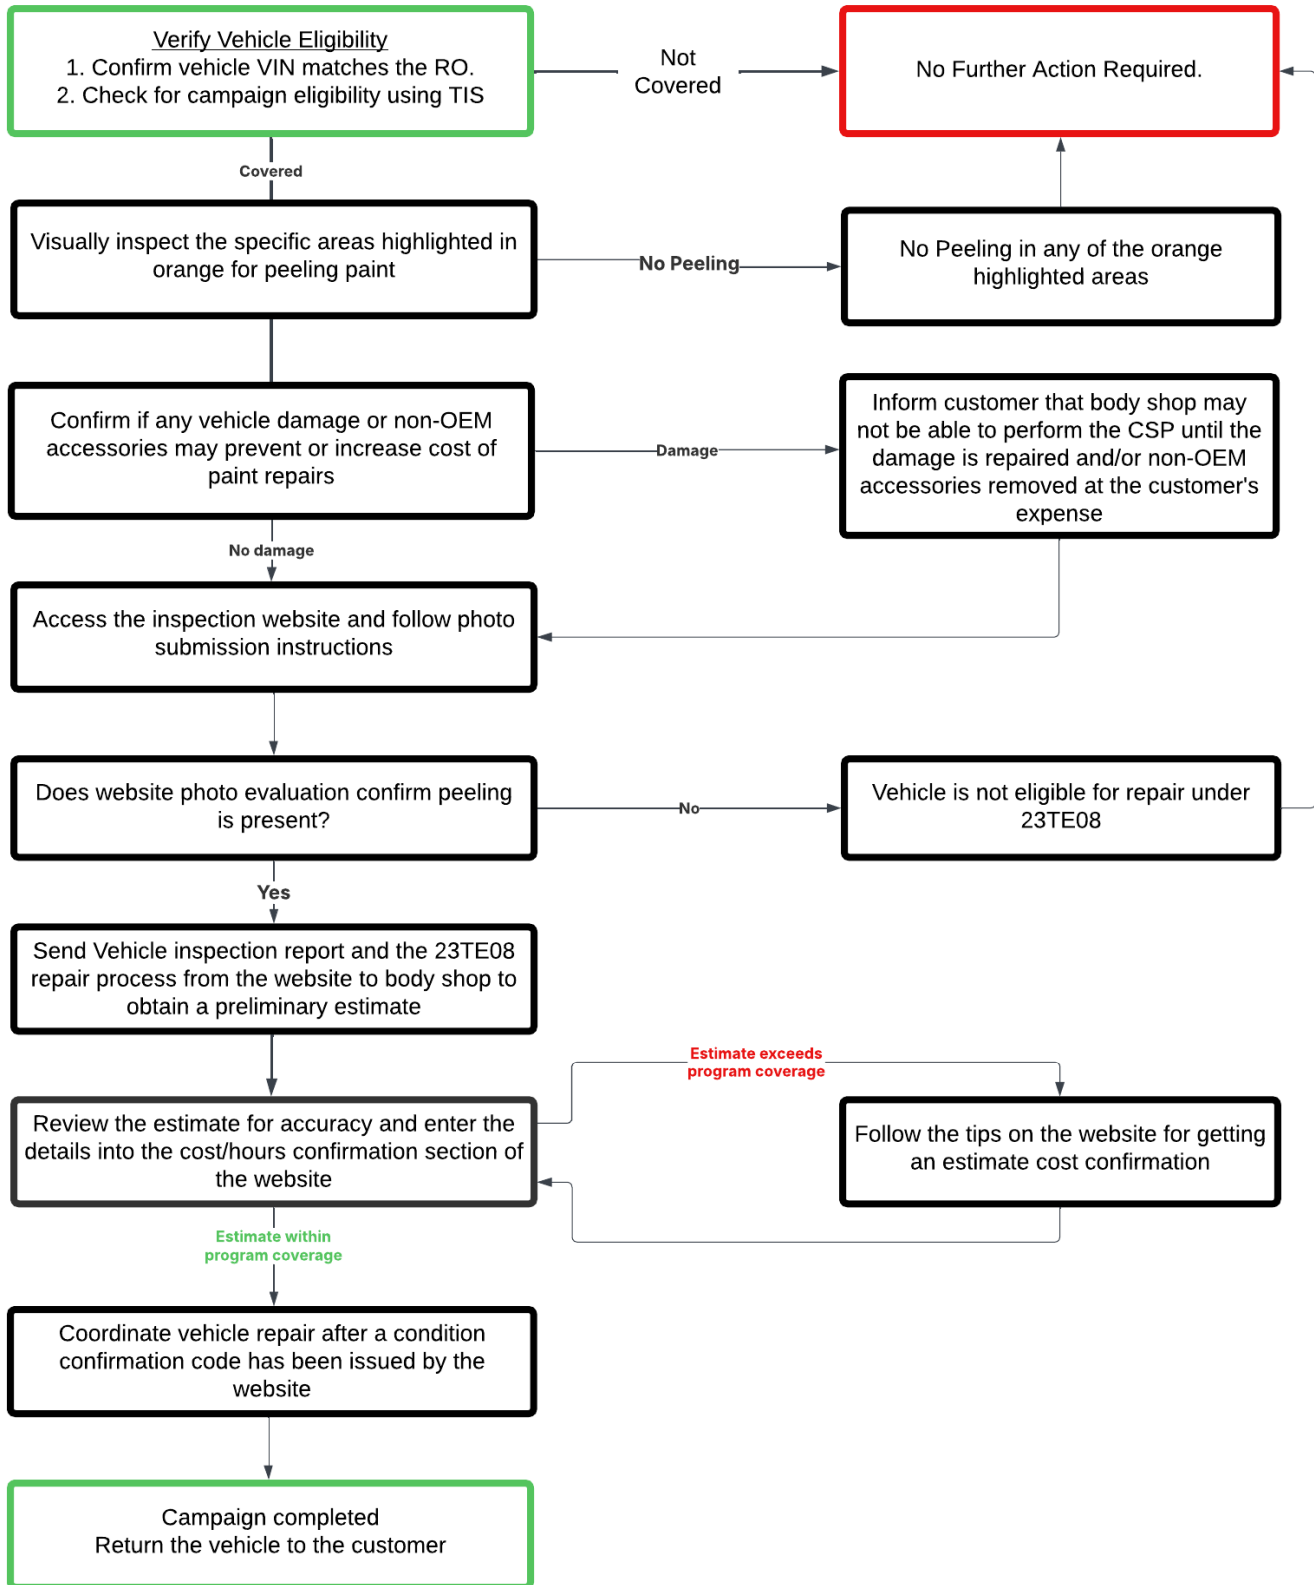 Verify Vehicle Eligibility
1. Confirm vehicle VIN matches the RO.
2. Check for campaign eligibility using TIS
Not
Covered
No Further Action Required.
Covered
Visually inspect the specific areas highlighted in
orange for peeling paint
No Peeling
No Peeling in any of the orange
highlighted areas
Confirm if any vehicle damage or non-OEM
accessories may prevent or increase cost of
paint repairs
Damage
Inform customer that body shop may
not be able to perform the CSP until the
damage is repaired and/or non-OEM
accessories removed at the customer's
expense
No damage
Access the inspection website and follow photo
submission instructions
Does website photo evaluation confirm peeling
is present?
No
Vehicle is not eligible for repair under
23TE08
Yes
Send Vehicle inspection report and the 23TE08
repair process from the website to body shop to
obtain a preliminary estimate
Estimate exceeds
program coverage
Review the estimate for accuracy and enter the
details into the cost/hours confirmation section of
the website
Follow the tips on the website for getting
an estimate cost confirmation
Estimate within
program coverage
Coordinate vehicle repair after a condition
confirmation code has been issued by the
website
Campaign completed
Return the vehicle to the customer